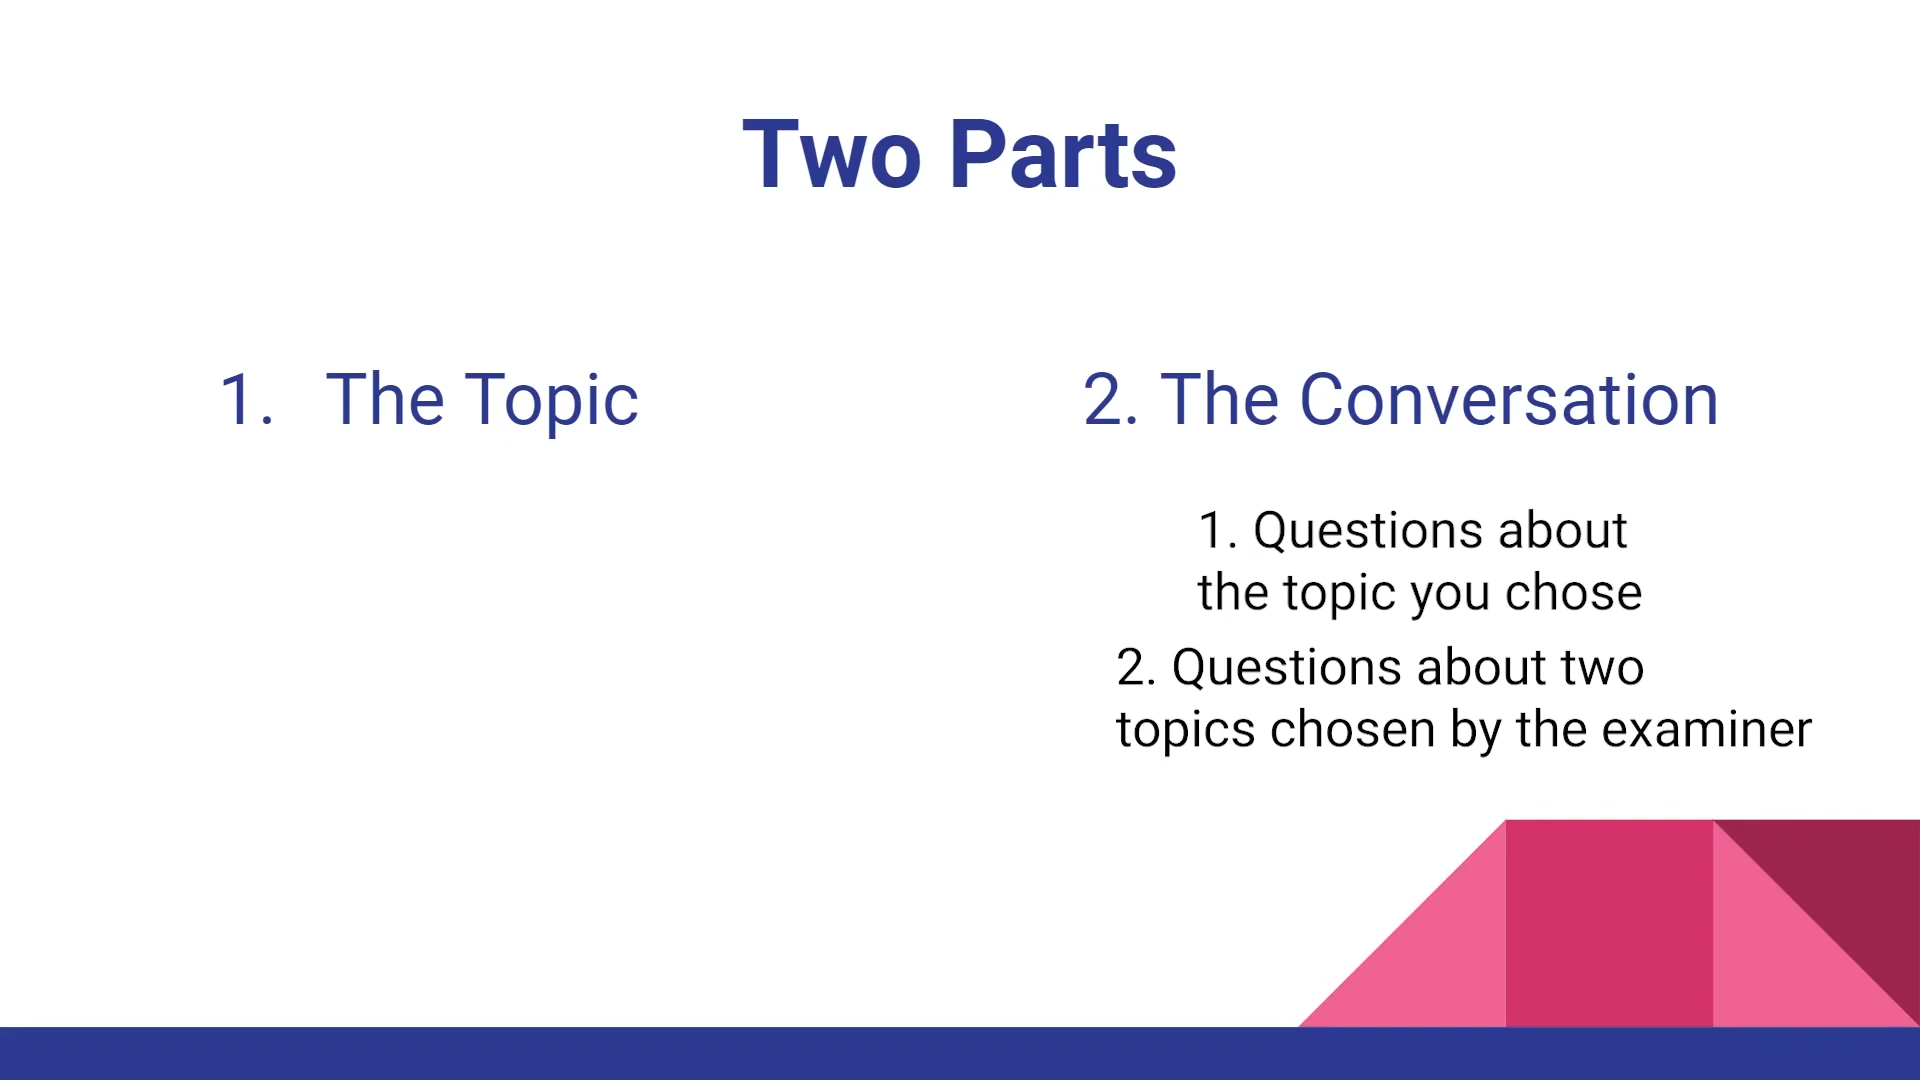 Two Parts
1. The Topic
2. The Conversation
1. Questions about
the topic you chose
2. Questions about two
topics chosen by the examiner